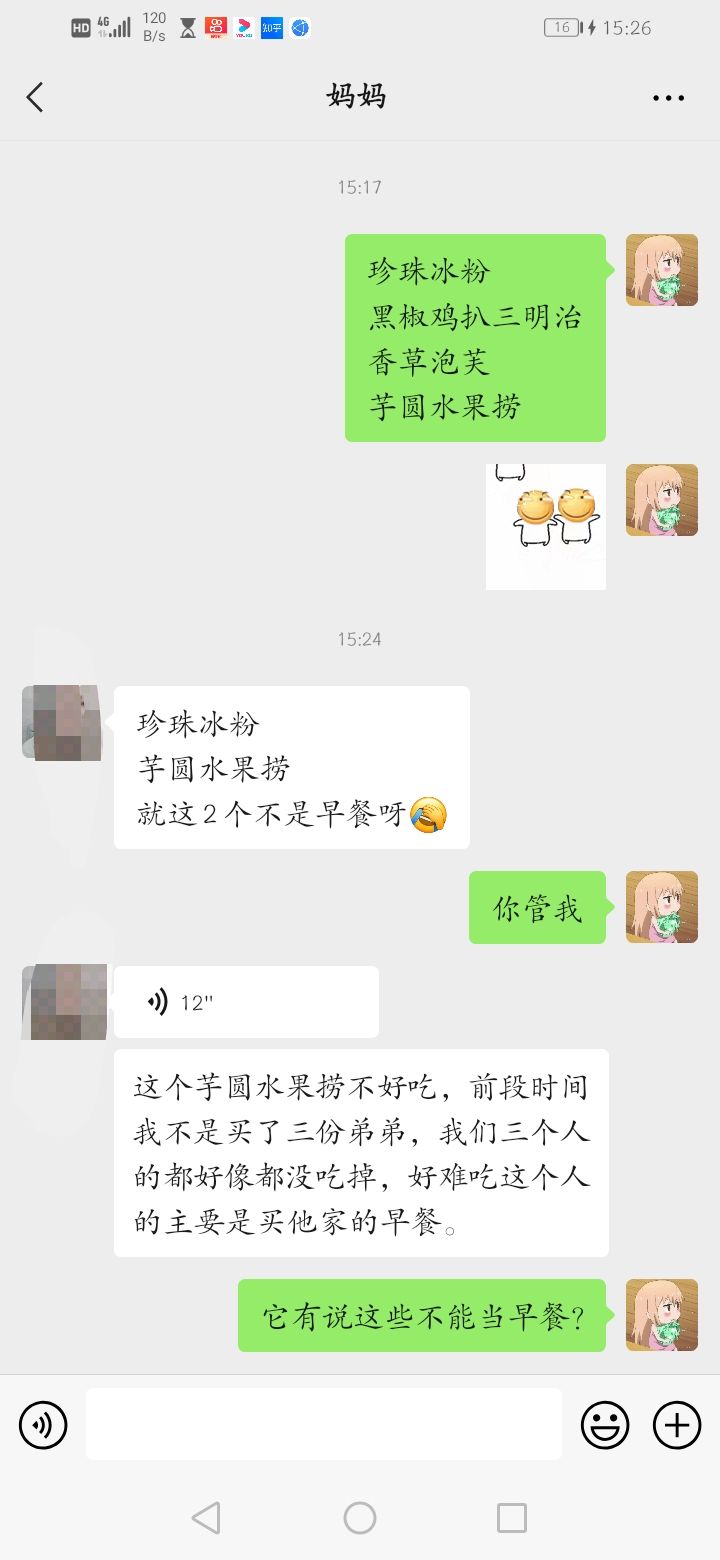 HD 4G 120 B/s 知乎 16 15:26
妈妈
15:17
珍珠冰粉
黑椒鸡扒三明治
香草泡芙
芋圆水果捞
15:24
珍珠冰粉
芋圆水果捞
就这2个不是早餐呀🤦
你管我
12"
这个芋圆水果捞不好吃，前段时间
我不是买了三份弟弟，我们三个人
的都好像都没吃掉，好难吃这个人
的主要是买他家的早餐。
它有说这些不能当早餐？